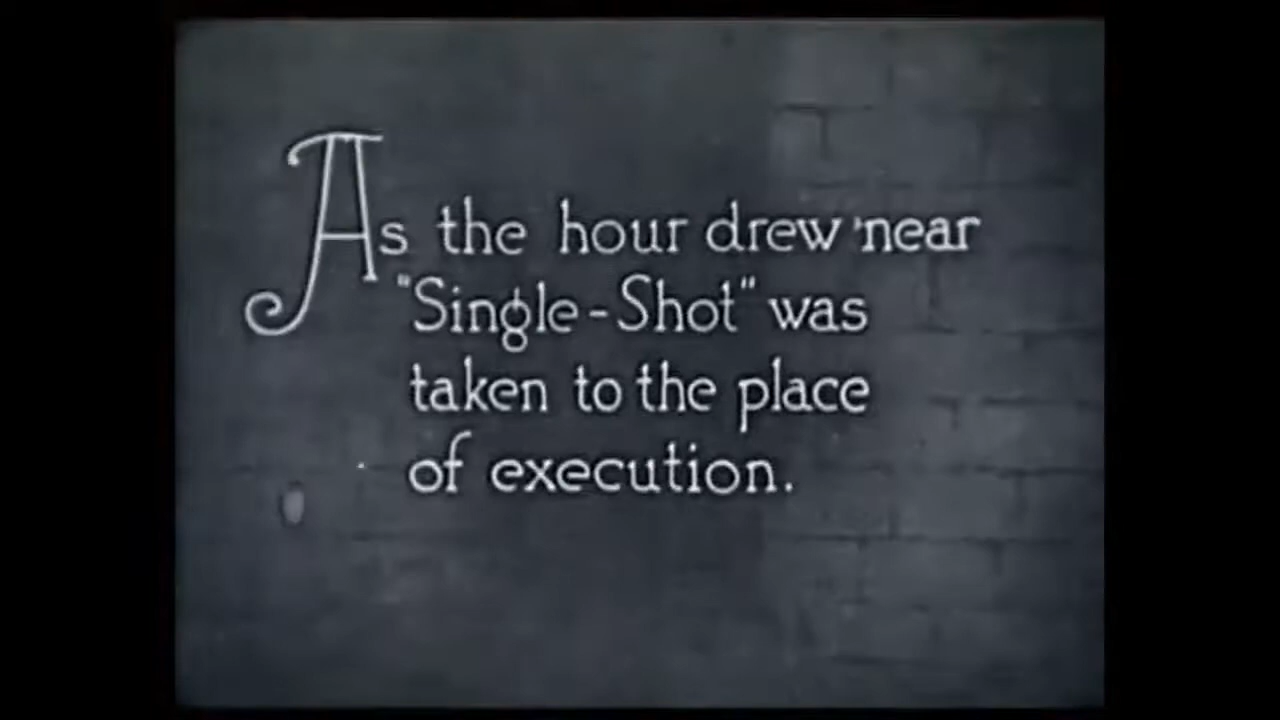 As the hour drew near
"Single-Shot" was
taken to the place
of execution.